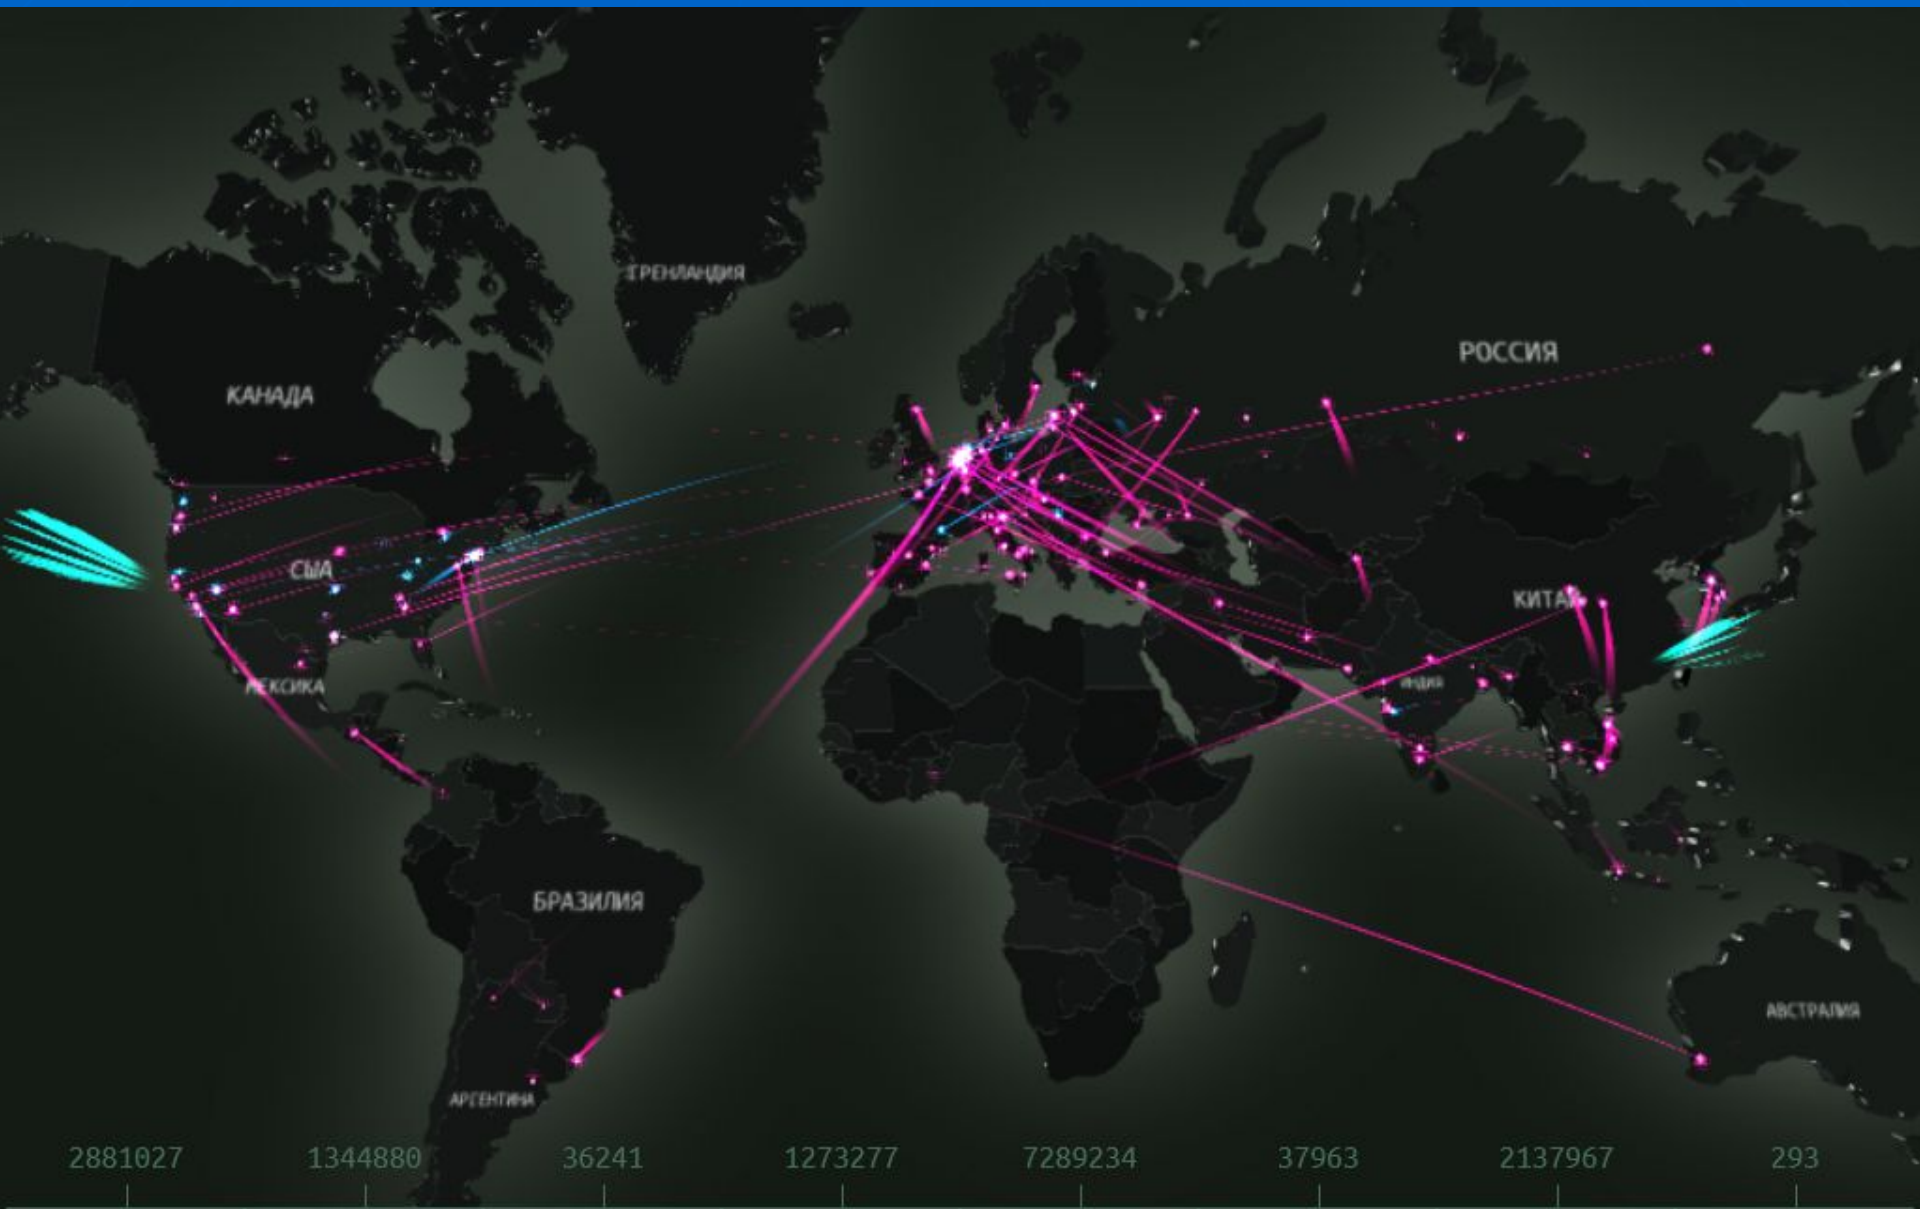 ГРЕНЛАНДИЯ
РОССИЯ
КАНАДА
США
КИТАЙ
МЕКСИКА
ИНДИЯ
БРАЗИЛИЯ
АВСТРАЛИЯ
АРГЕНТИНА
2881027 1344880 36241 1273277 7289234 37963 2137967 293